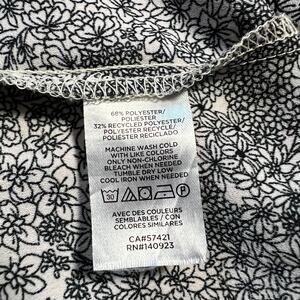 68% POLYESTER/
POLIESTER
32% RECYCLED POLYESTER/
POLYESTER RECYCLÉ/
POLIESTER RECICLADO
MACHINE WASH COLD
WITH LIKE COLORS
ONLY NON-CHLORINE
BLEACH WHEN NEEDED
TUMBLE DRY LOW
COOL IRON WHEN NEEDED
30 P
AVEC DES COULEURS
SEMBLABLES / CON
COLORES SIMILARES
CA#57421
RN#140923